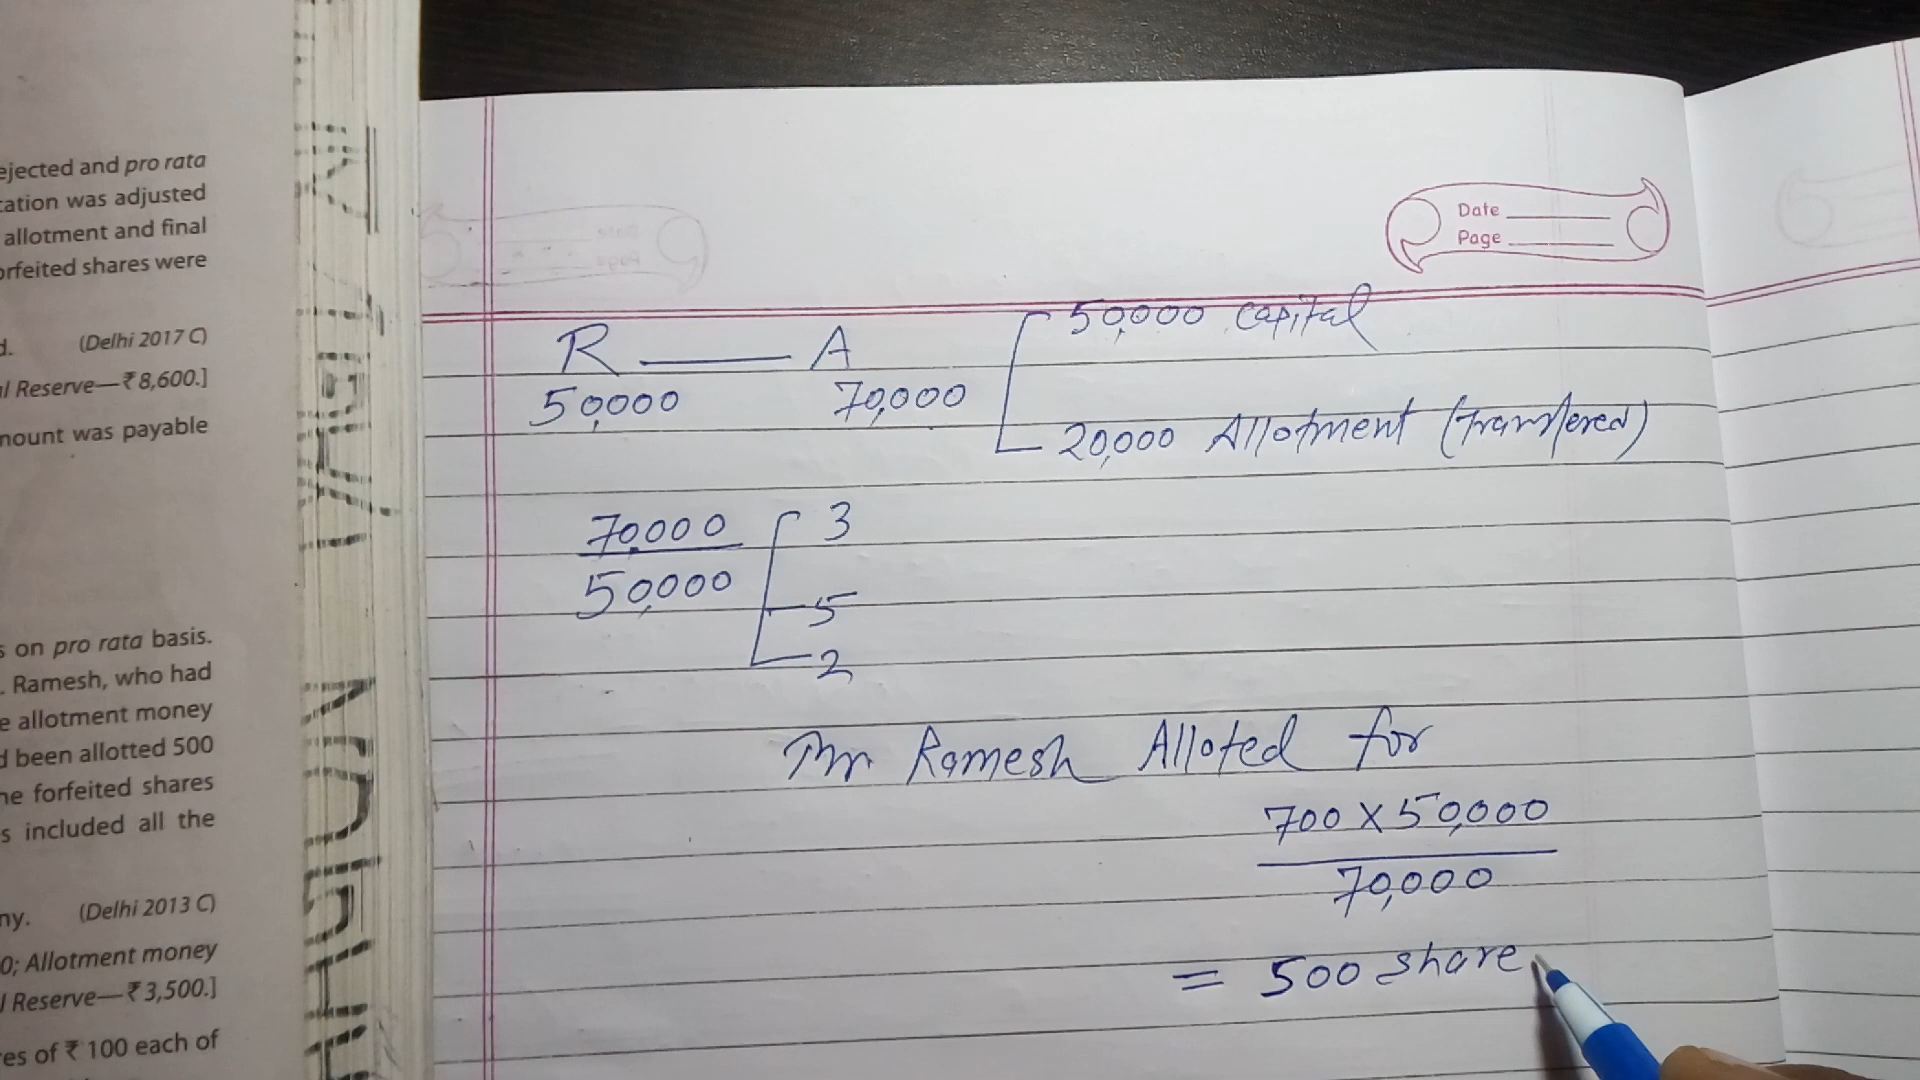 ejected and pro rata
cation was adjusted
allotment and final
orfeited shares were
d. (Delhi 2017 C)
l Reserve—₹8,600.]
mount was payable
s on pro rata basis.
. Ramesh, who had
e allotment money
d been allotted 500
he forfeited shares
s included all the
ny. (Delhi 2013 C)
0; Allotment money
l Reserve—₹3,500.]
res of ₹ 100 each of
Date
Page
R — A
50,000 70,000
50,000 capital
20,000 Allotment (Transfered)
70,000
50,000
3
5
2
Mr Ramesh Alloted for
700 x 50,000
70,000
= 500 share